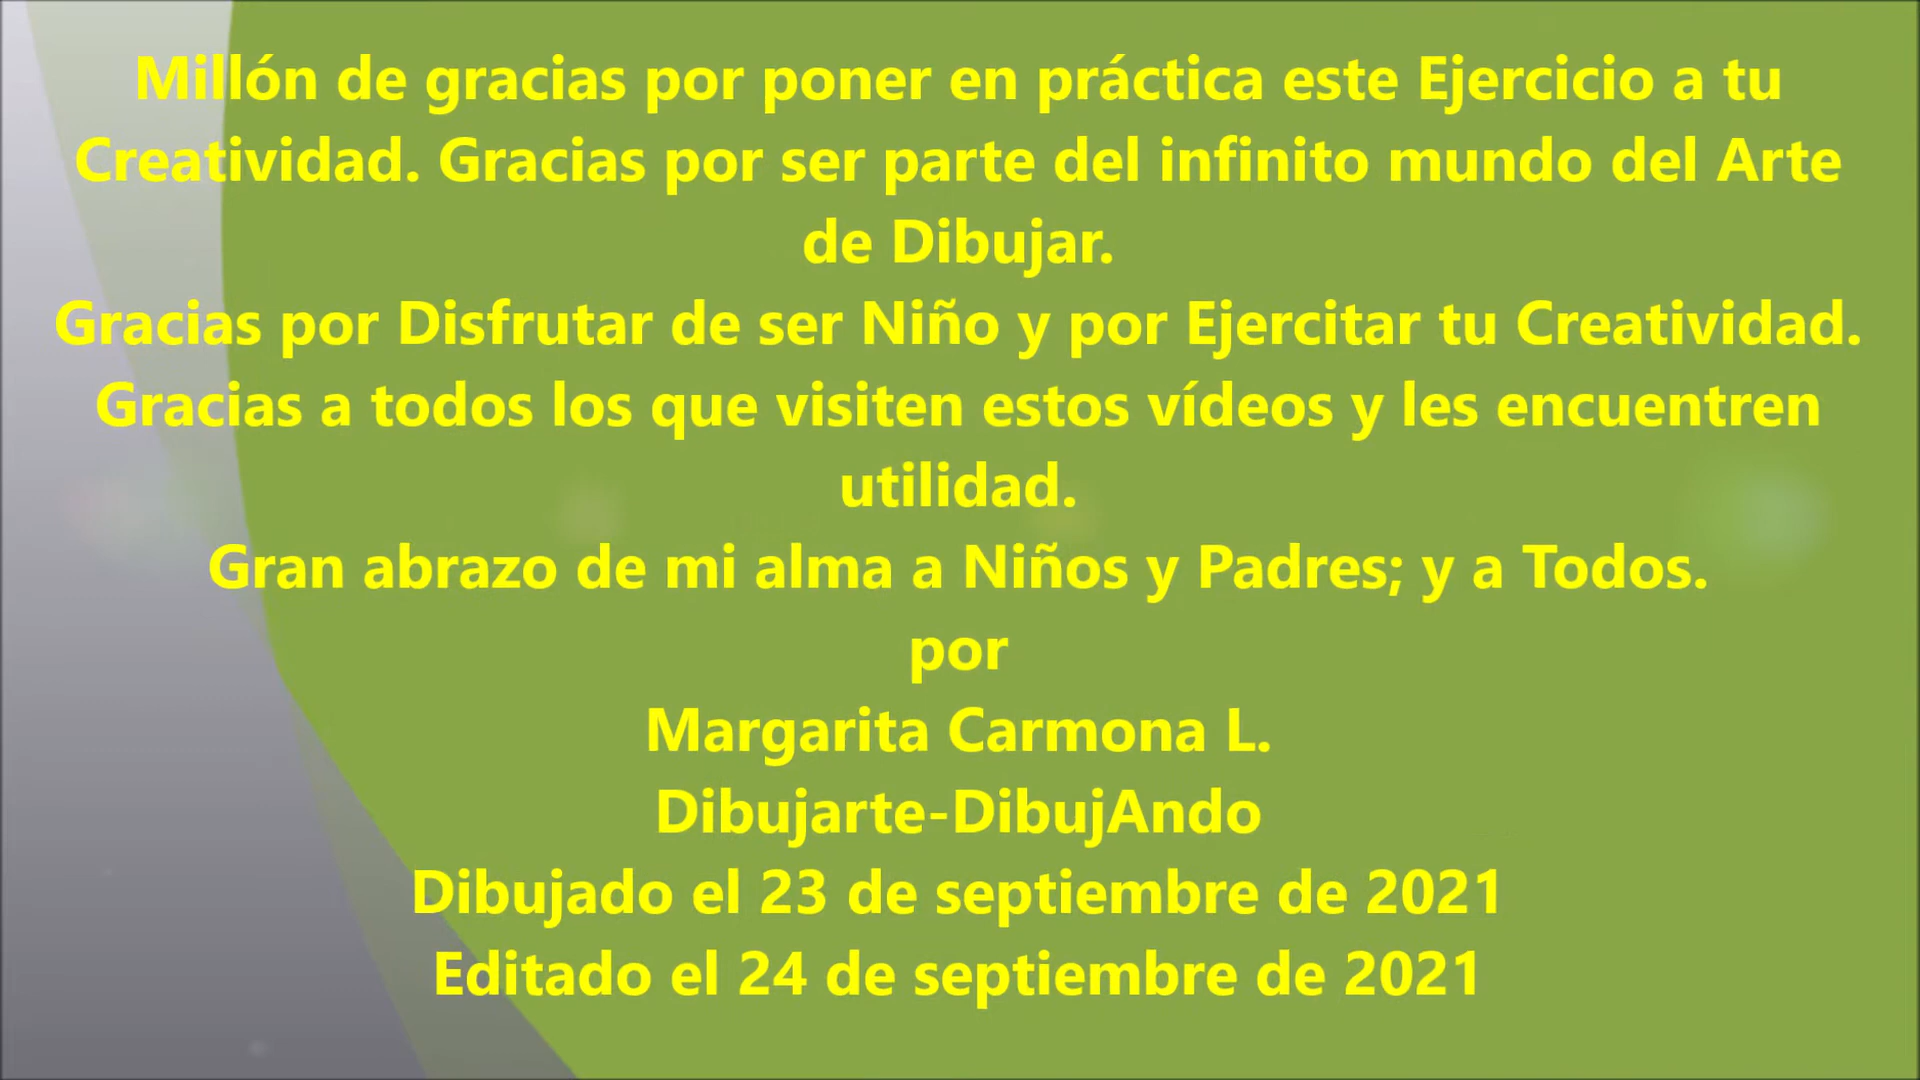 Millón de gracias por poner en práctica este Ejercicio a tu
Creatividad. Gracias por ser parte del infinito mundo del Arte
de Dibujar.
Gracias por Disfrutar de ser Niño y por Ejercitar tu Creatividad.
Gracias a todos los que visiten estos vídeos y les encuentren
utilidad.
Gran abrazo de mi alma a Niños y Padres; y a Todos.
por
Margarita Carmona L.
Dibujarte-DibujAndo
Dibujado el 23 de septiembre de 2021
Editado el 24 de septiembre de 2021